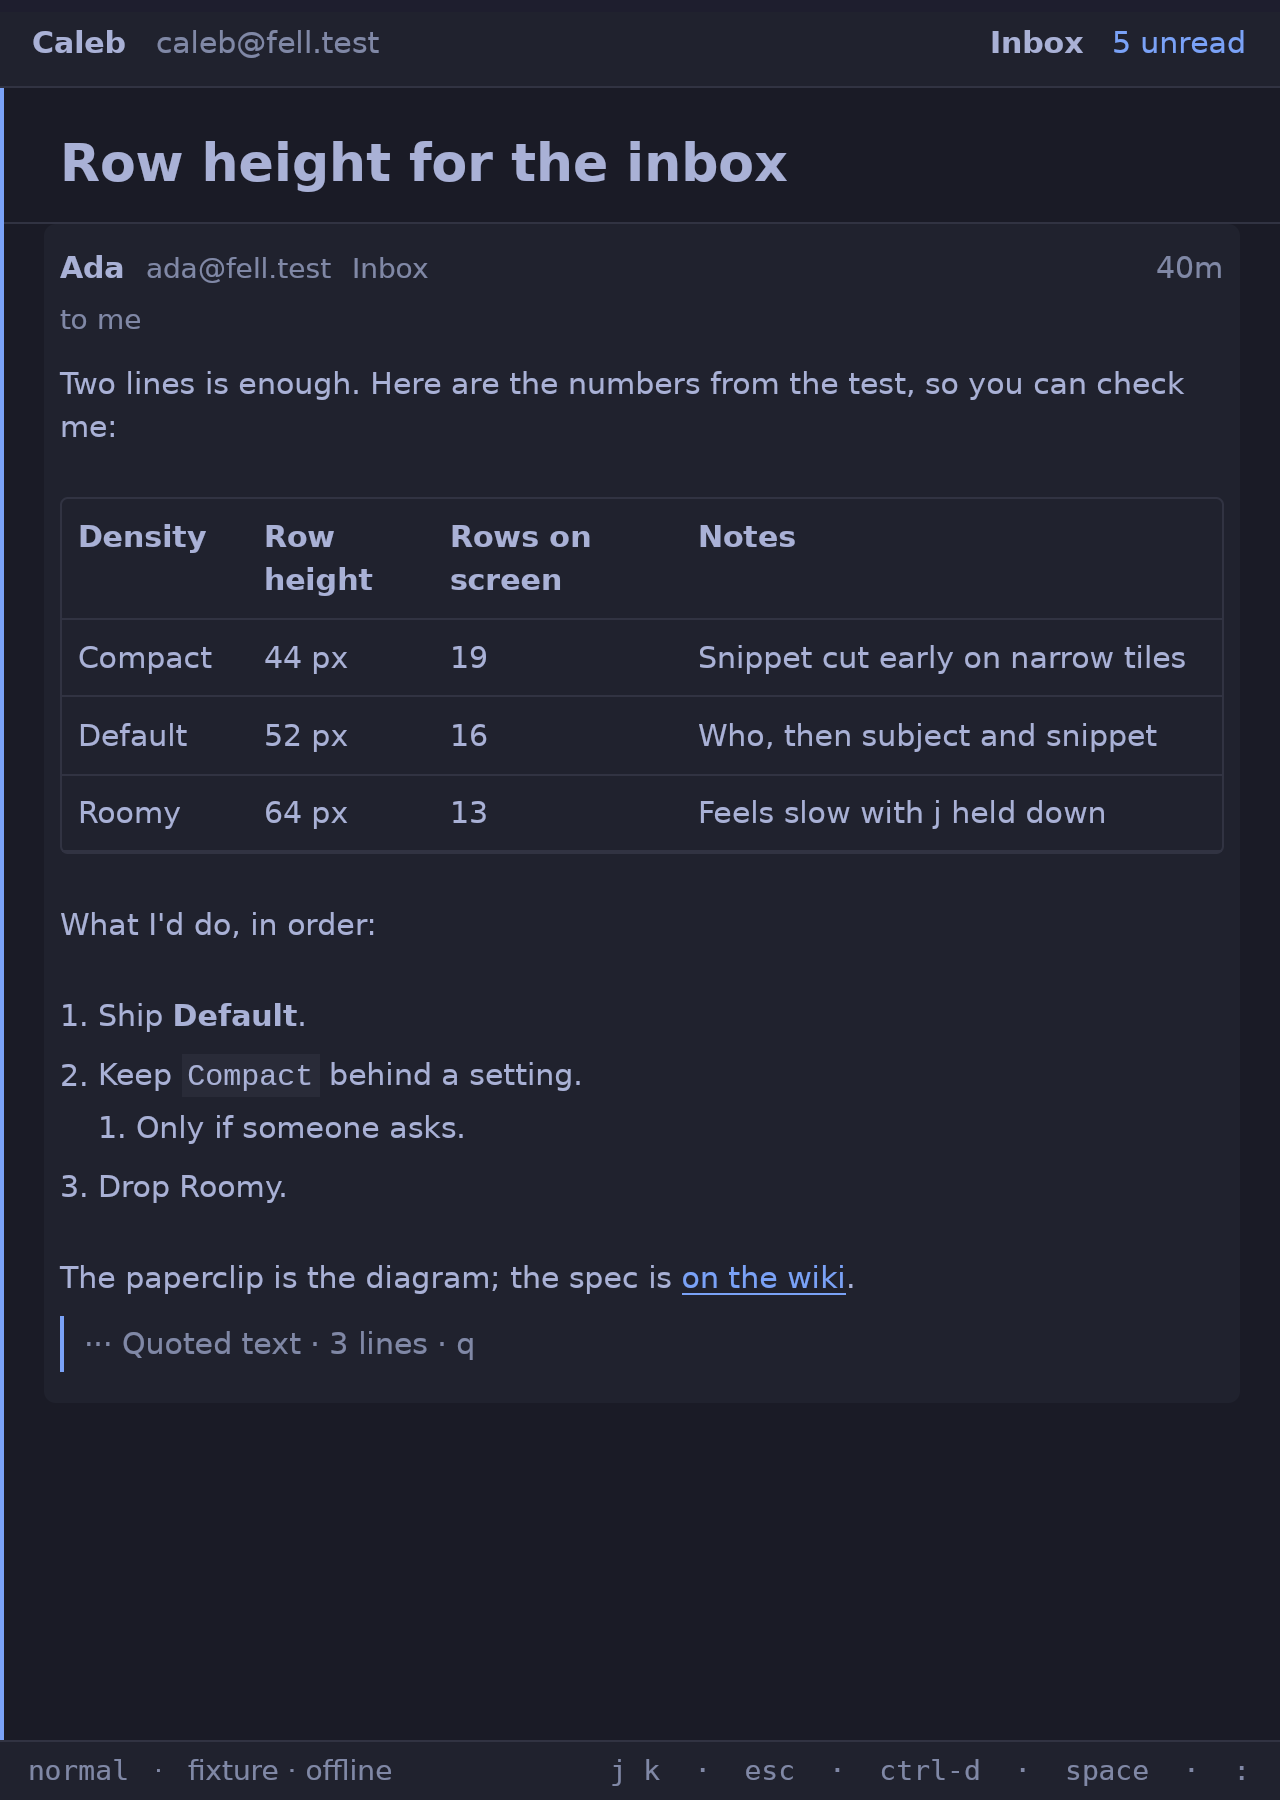 Caleb caleb@fell.test Inbox 5 unread
Row height for the inbox
Ada ada@fell.test Inbox 40m
to me
Two lines is enough. Here are the numbers from the test, so you can check
me:
Density Row height Rows on screen Notes
Compact 44 px 19 Snippet cut early on narrow tiles
Default 52 px 16 Who, then subject and snippet
Roomy 64 px 13 Feels slow with j held down
What I'd do, in order:
1. Ship Default.
2. Keep Compact behind a setting.
1. Only if someone asks.
3. Drop Roomy.
The paperclip is the diagram; the spec is on the wiki.
··· Quoted text · 3 lines · q
normal · fixture · offline j k · esc · ctrl-d · space · :